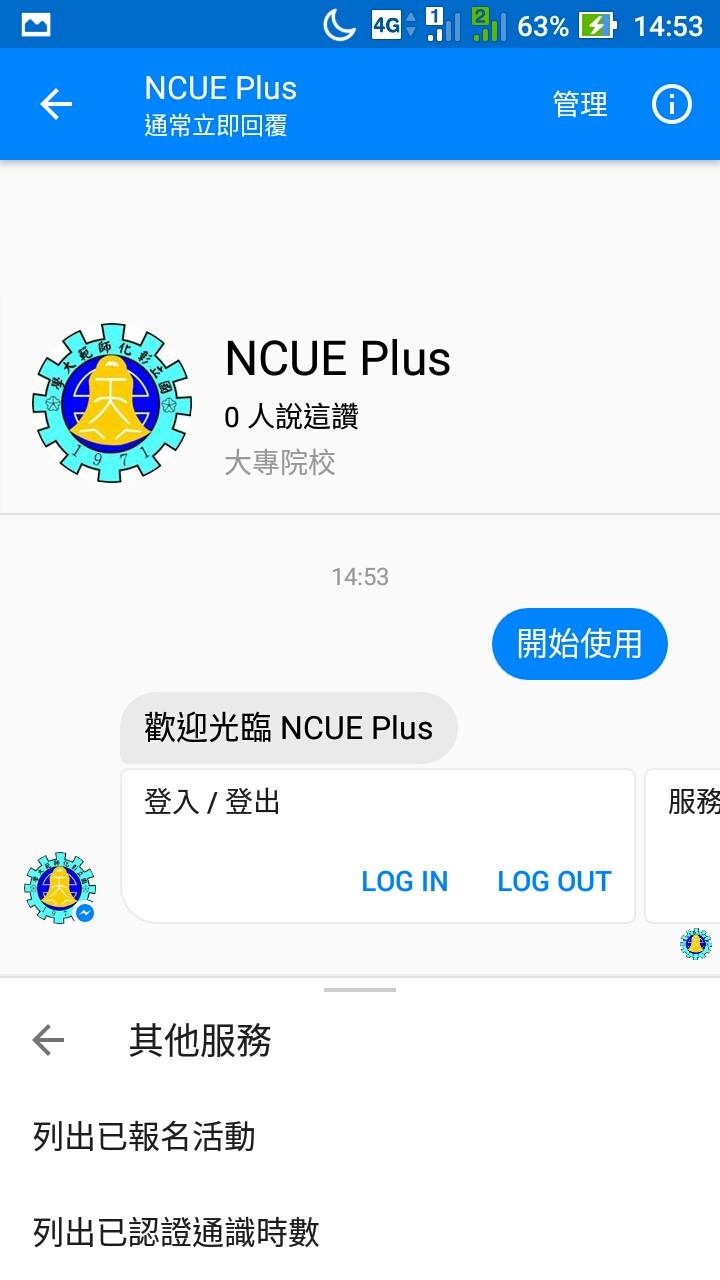 4G 1 2 63% 14:53
NCUE Plus
通常立即回覆
管理
國立彰化師範大學
1971
NCUE Plus
0 人說這讚
大專院校
14:53
開始使用
歡迎光臨 NCUE Plus
登入 / 登出
服務
LOG IN LOG OUT
其他服務
列出已報名活動
列出已認證通識時數